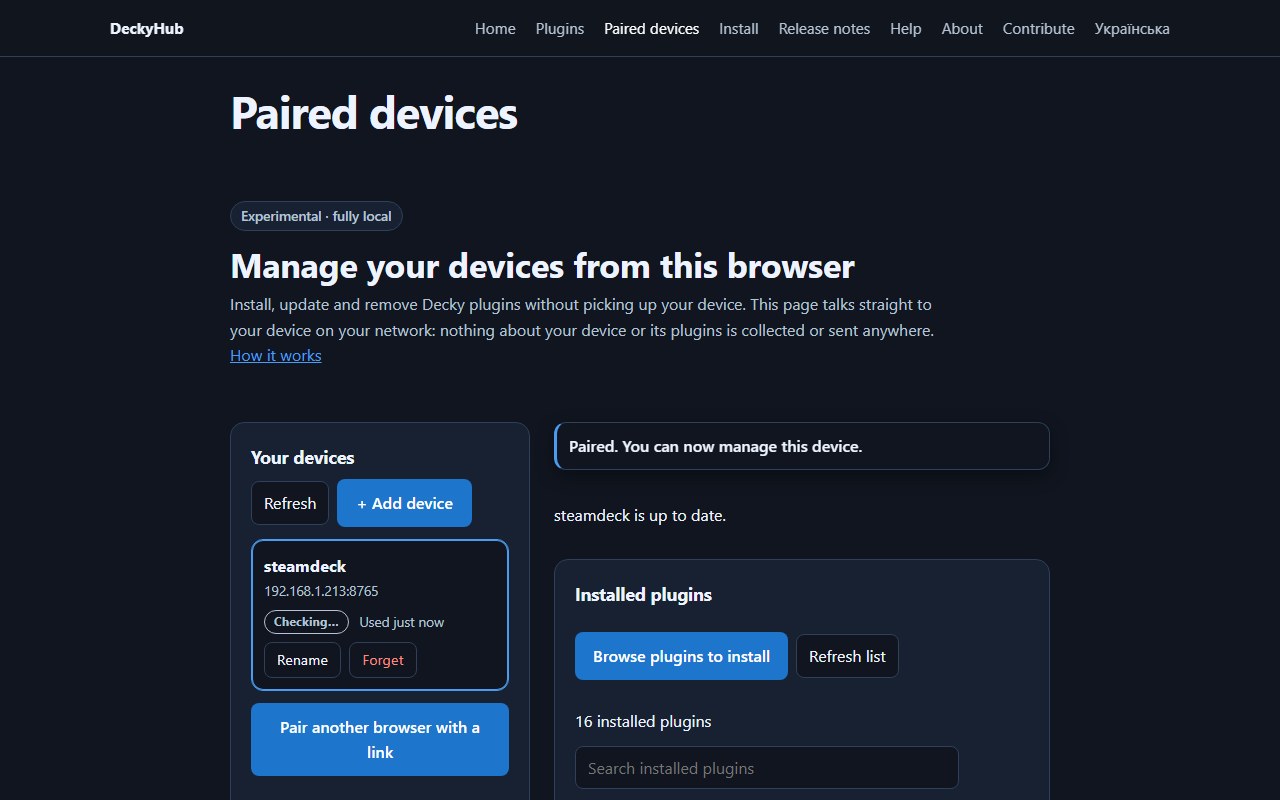 DeckyHub
Home Plugins Paired devices Install Release notes Help About Contribute Українська
Paired devices
Experimental · fully local
Manage your devices from this browser
Install, update and remove Decky plugins without picking up your device. This page talks straight to
your device on your network: nothing about your device or its plugins is collected or sent anywhere.
How it works
Your devices
Refresh
+ Add device
steamdeck
192.168.1.213:8765
Checking...
Used just now
Rename
Forget
Pair another browser with a
link
Paired. You can now manage this device.
steamdeck is up to date.
Installed plugins
Browse plugins to install
Refresh list
16 installed plugins
Search installed plugins